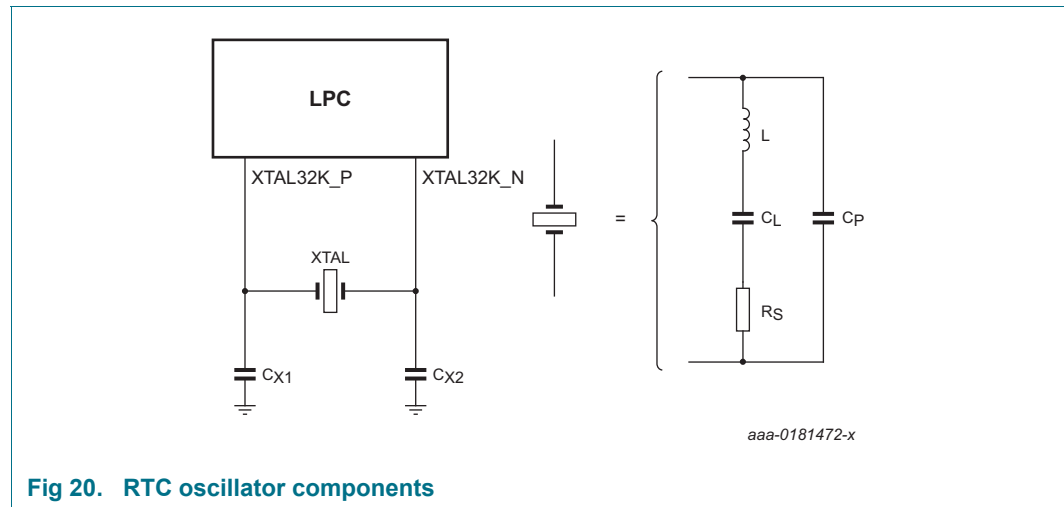 LPC
XTAL32K_P
XTAL32K_N
XTAL
CX1
CX2
=
L
CL
CP
RS
aaa-0181472-x
Fig 20. RTC oscillator components